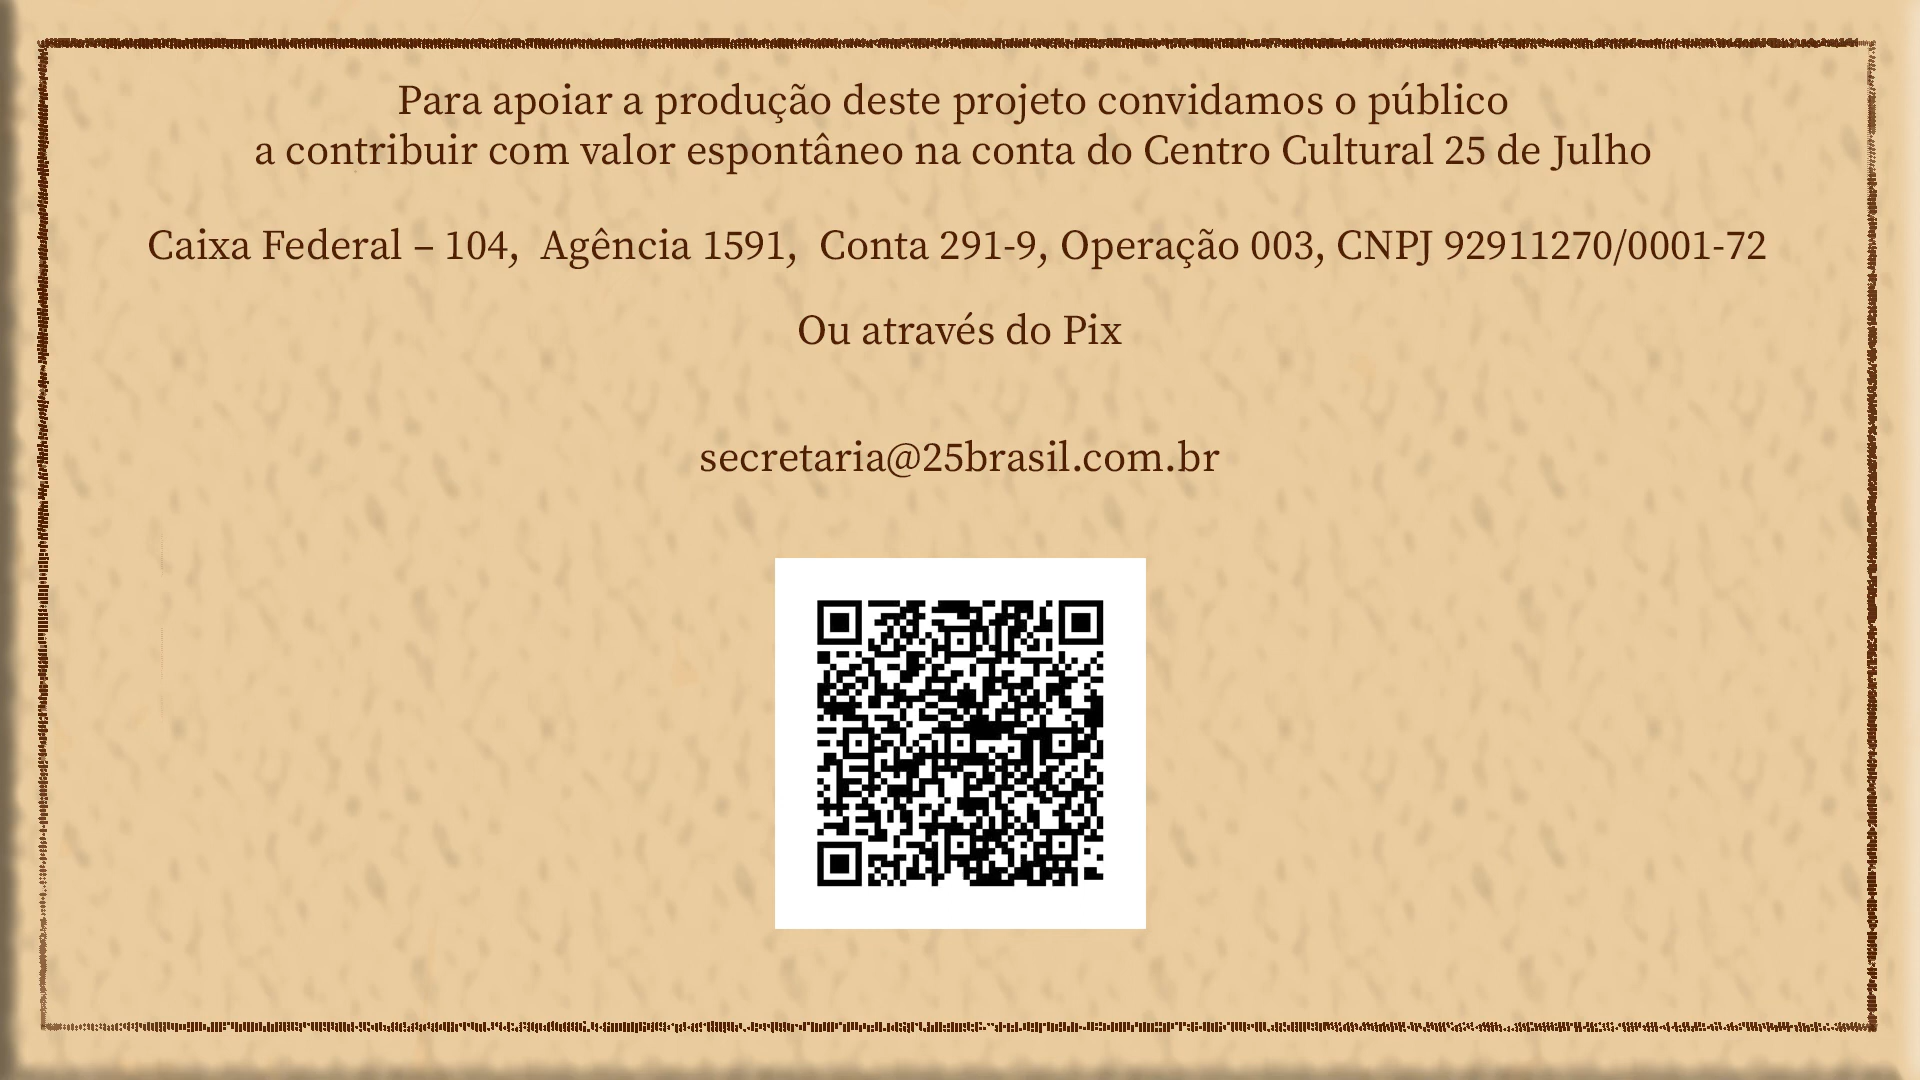 Para apoiar a produção deste projeto convidamos o público
a contribuir com valor espontâneo na conta do Centro Cultural 25 de Julho
Caixa Federal – 104,  Agência 1591,  Conta 291-9, Operação 003, CNPJ 92911270/0001-72
Ou através do Pix
secretaria@25brasil.com.br